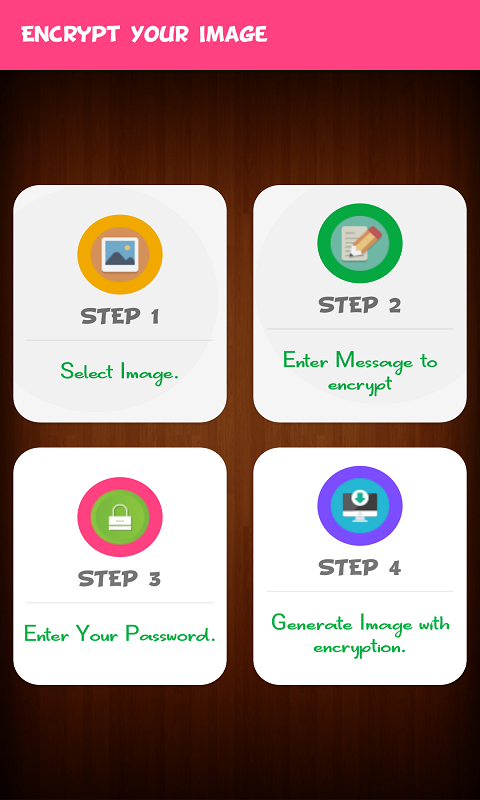 ENCRYPT YOUR IMAGE
STEP 1
Select Image.
STEP 2
Enter Message to
encrypt
STEP 3
Enter Your Password.
STEP 4
Generate Image with
encryption.